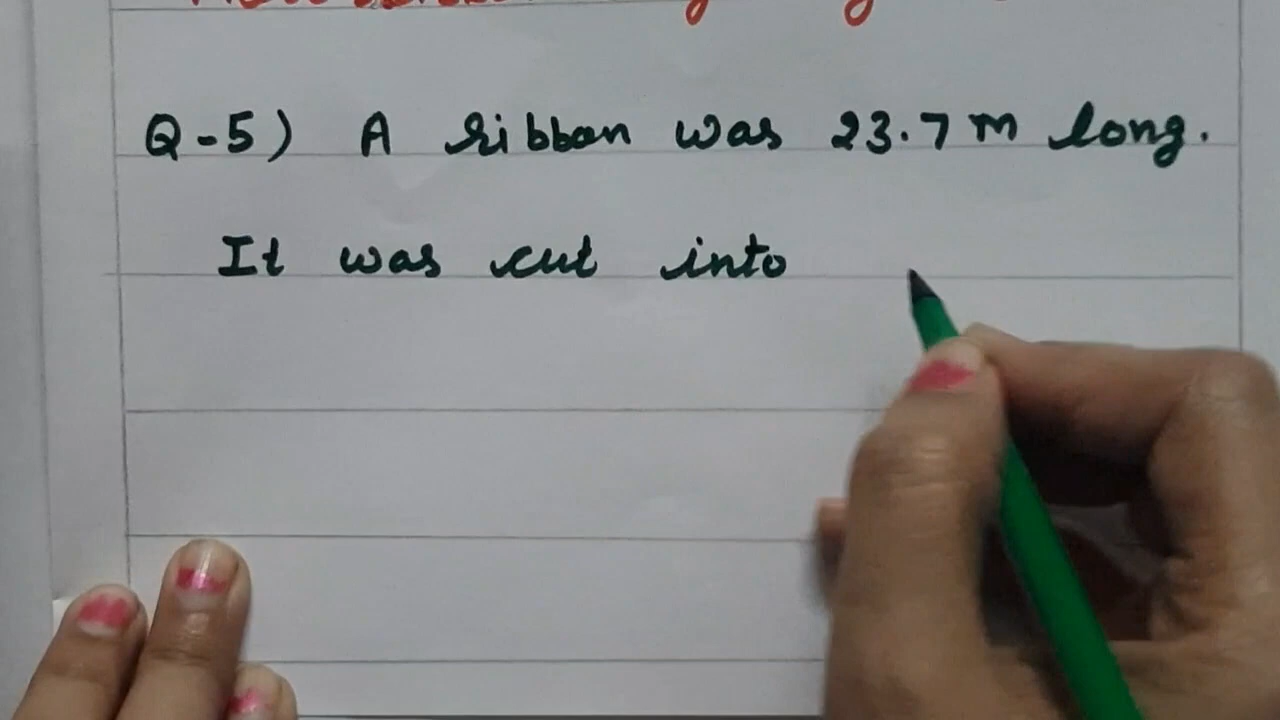 Q-5) A ribbon was 23.7 m long.
It was cut into